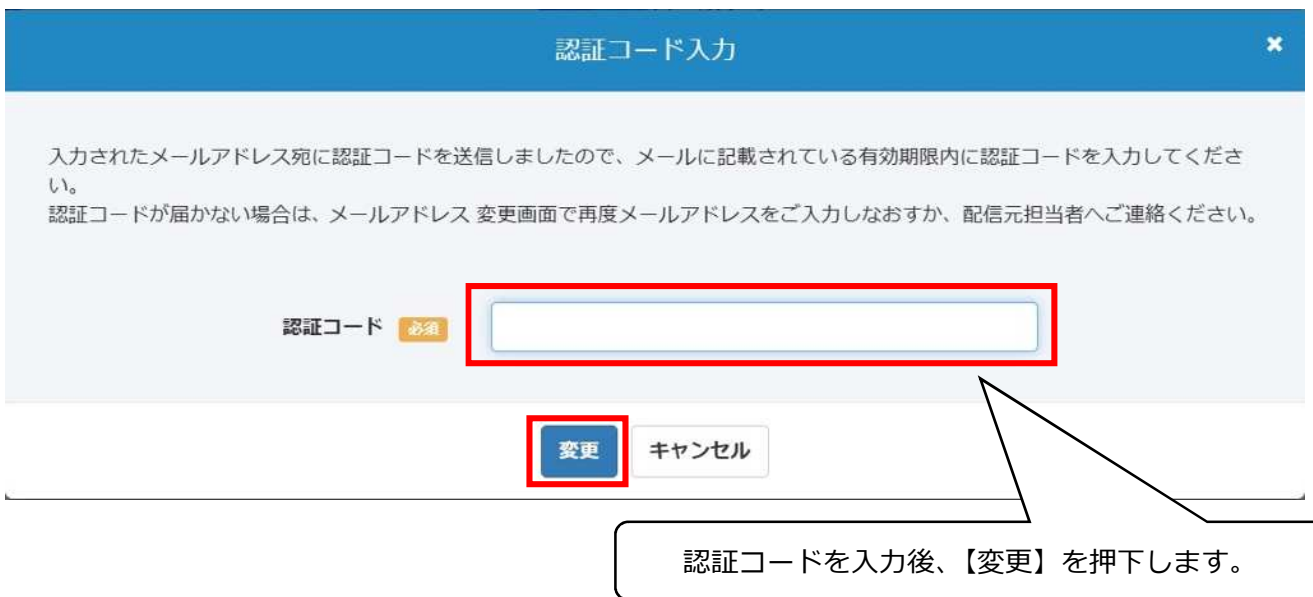 認証コード入力
×
入力されたメールアドレス宛に認証コードを送信しましたので、メールに記載されている有効期限内に認証コードを入力してくださ
い。
認証コードが届かない場合は、メールアドレス 変更画面で再度メールアドレスをご入力しなおすか、配信元担当者へご連絡ください。
認証コード 必須
変更 キャンセル
認証コードを入力後、【変更】を押下します。